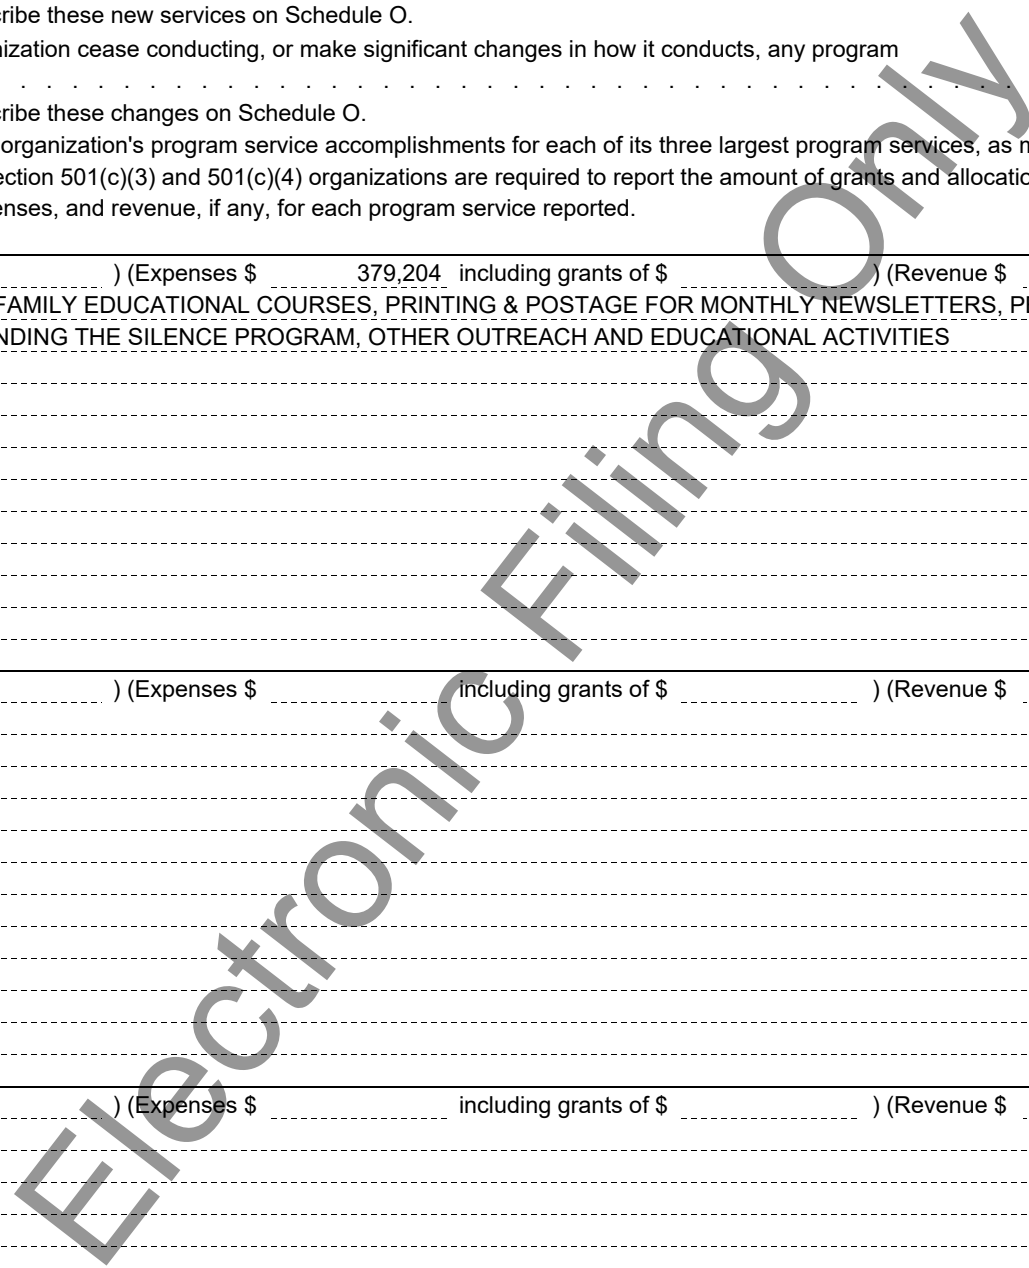 cribe these new services on Schedule O.
nization cease conducting, or make significant changes in how it conducts, any program
. . . . . . . . . . . . . . . . . . . . . . . . . . . . . . . . . . . . . . .
cribe these changes on Schedule O.
organization's program service accomplishments for each of its three largest program services, as m
ection 501(c)(3) and 501(c)(4) organizations are required to report the amount of grants and allocatio
enses, and revenue, if any, for each program service reported.
) (Expenses $ 379,204 including grants of $ ) (Revenue $
FAMILY EDUCATIONAL COURSES, PRINTING & POSTAGE FOR MONTHLY NEWSLETTERS, P
NDING THE SILENCE PROGRAM, OTHER OUTREACH AND EDUCATIONAL ACTIVITIES
) (Expenses $ including grants of $ ) (Revenue $
) (Expenses $ including grants of $ ) (Revenue $
Electronic Filing Only